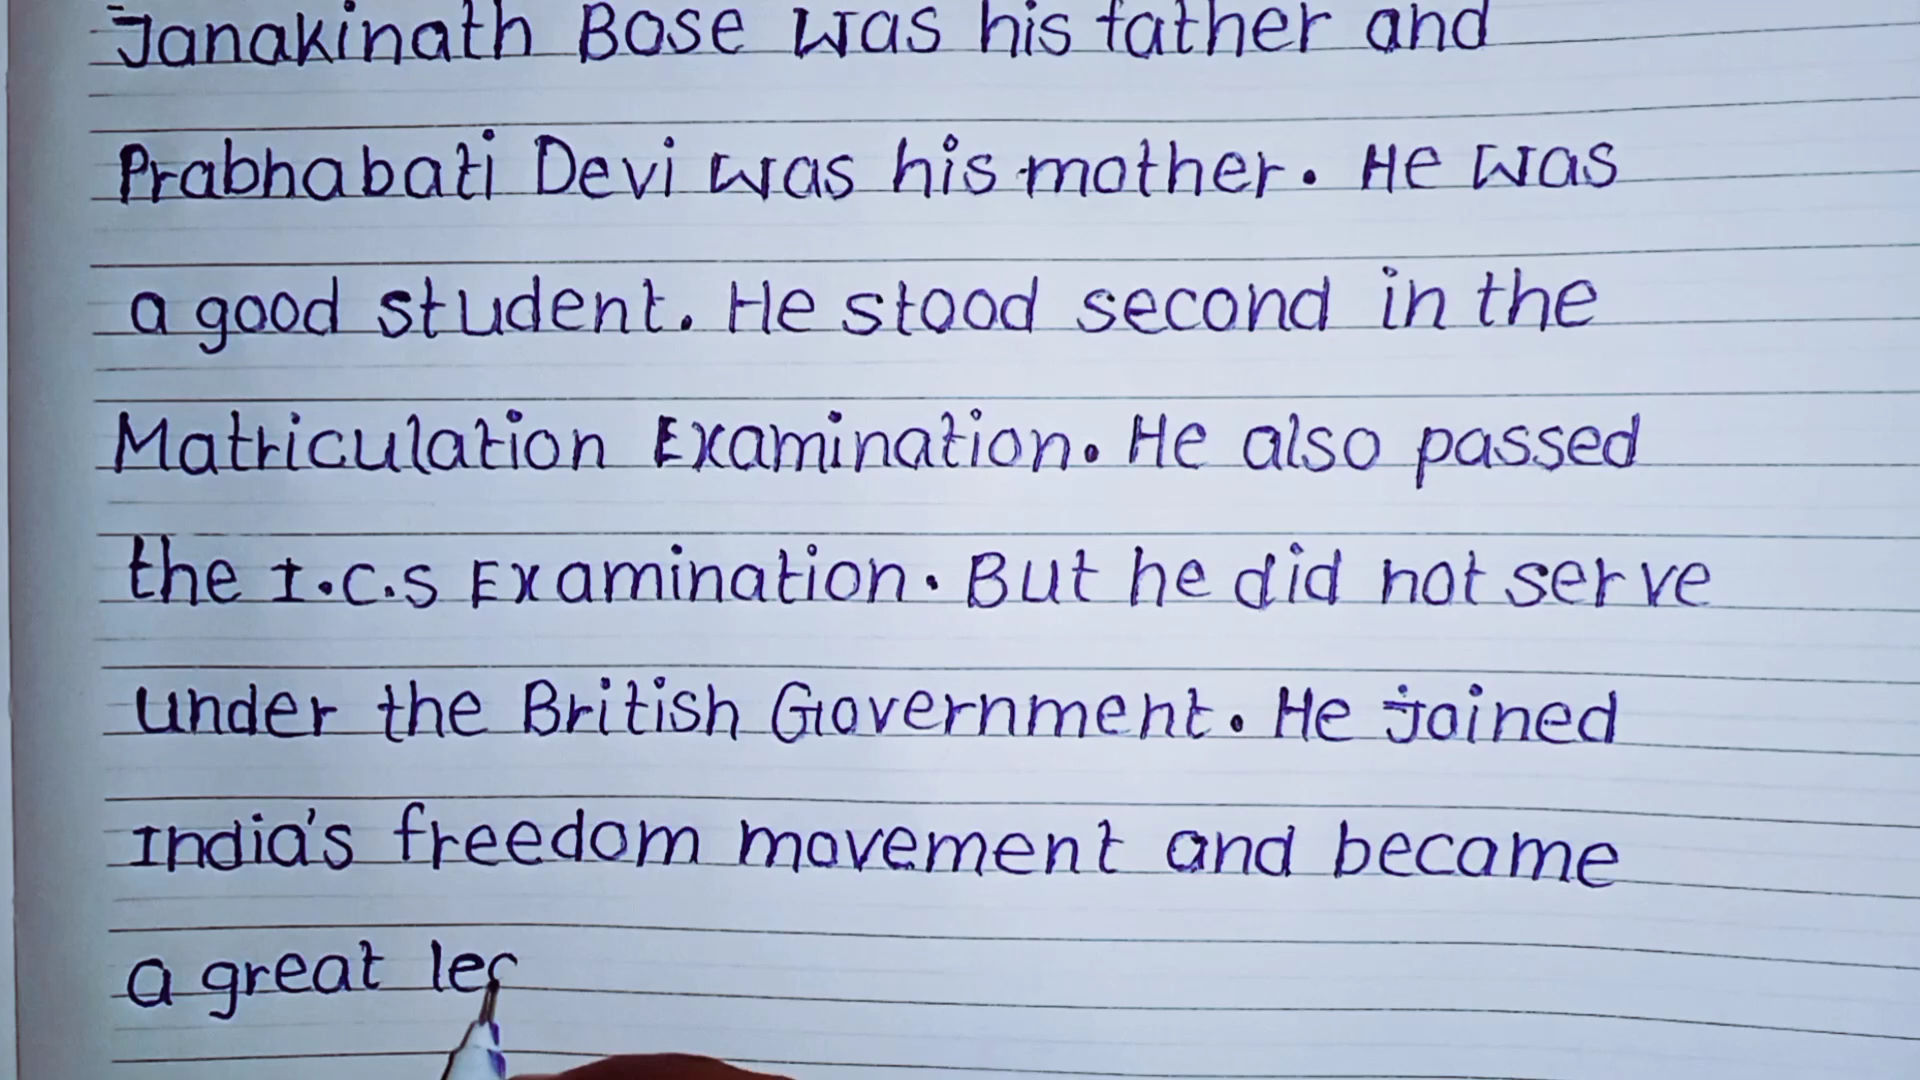 Janakinath Bose was his father and
Prabhabati Devi was his mother. He was
a good student. He stood second in the
Matriculation Examination. He also passed
the I.C.S Examination. But he did not serve
under the British Government. He joined
India's freedom movement and became
a great